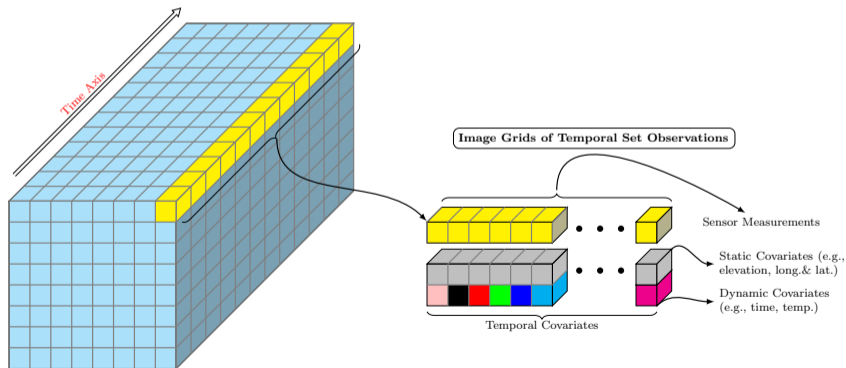 Time Axis
Image Grids of Temporal Set Observations
Sensor Measurements
Static Covariates (e.g.,
elevation, long.& lat.)
Dynamic Covariates
(e.g., time, temp.)
Temporal Covariates